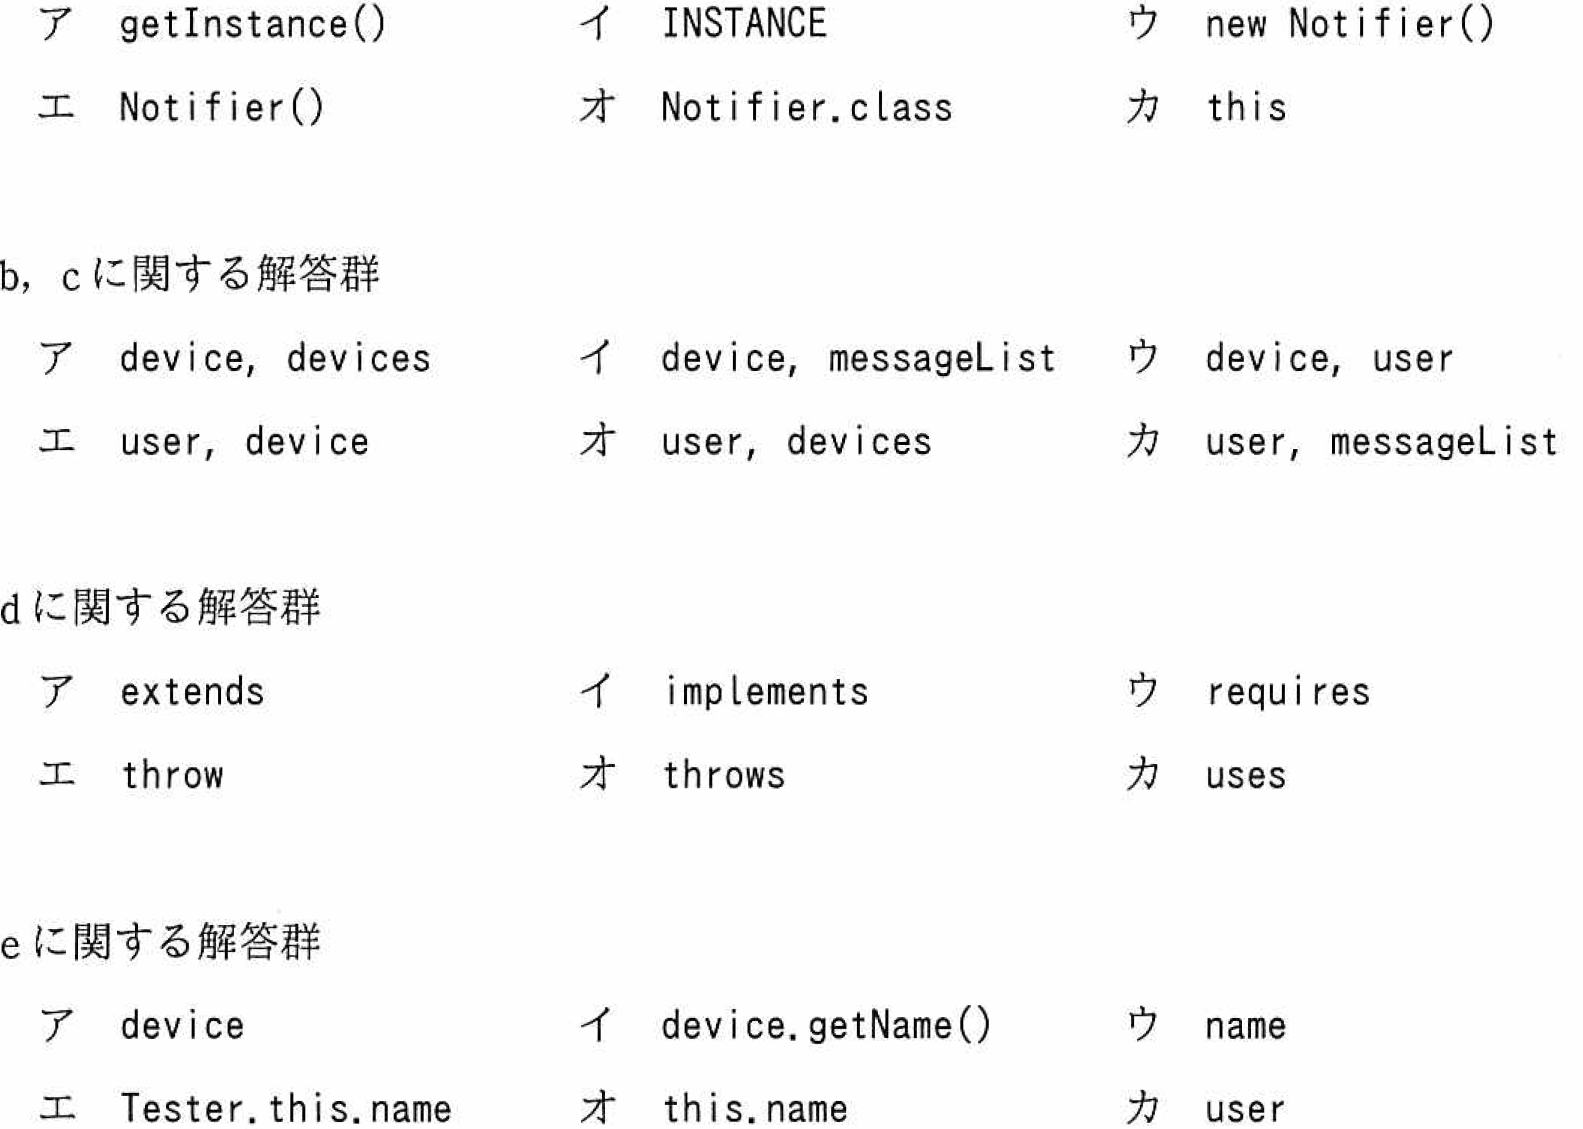 ア getInstance() イ INSTANCE ウ new Notifier()
エ Notifier() オ Notifier.class カ this
b, cに関する解答群
ア device, devices イ device, messageList ウ device, user
エ user, device オ user, devices カ user, messageList
dに関する解答群
ア extends イ implements ウ requires
エ throw オ throws カ uses
eに関する解答群
ア device イ device.getName() ウ name
エ Tester.this.name オ this.name カ user